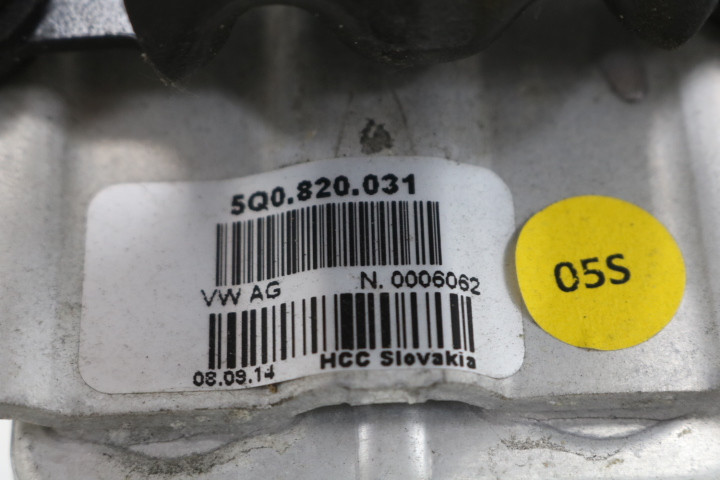 5Q0.820.031
VW AG N. 0006062
08.09.14 HCC Slovakia
05S